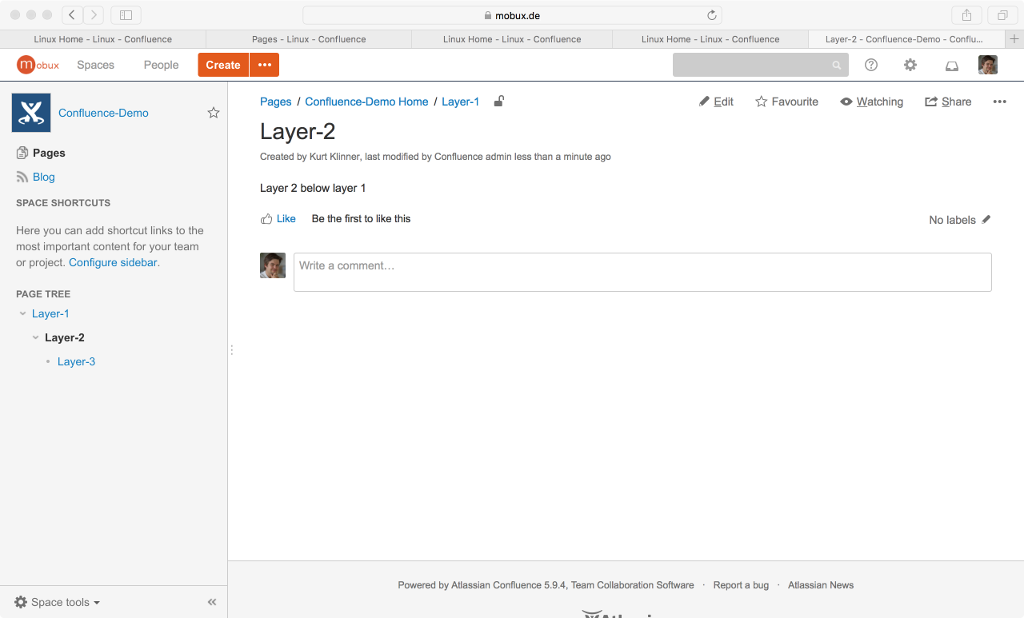 mobux.de
Linux Home - Linux - Confluence
Pages - Linux - Confluence
Linux Home - Linux - Confluence
Linux Home - Linux - Confluence
Layer-2 - Confluence-Demo - Conflu...
mobux
Spaces
People
Create
Confluence-Demo
Pages
Blog
SPACE SHORTCUTS
Here you can add shortcut links to the
most important content for your team
or project. Configure sidebar.
PAGE TREE
Layer-1
Layer-2
Layer-3
Space tools
Pages / Confluence-Demo Home / Layer-1
Edit
Favourite
Watching
Share
Layer-2
Created by Kurt Klinner, last modified by Confluence admin less than a minute ago
Layer 2 below layer 1
Like Be the first to like this
No labels
Write a comment…
Powered by Atlassian Confluence 5.9.4, Team Collaboration Software · Report a bug · Atlassian News